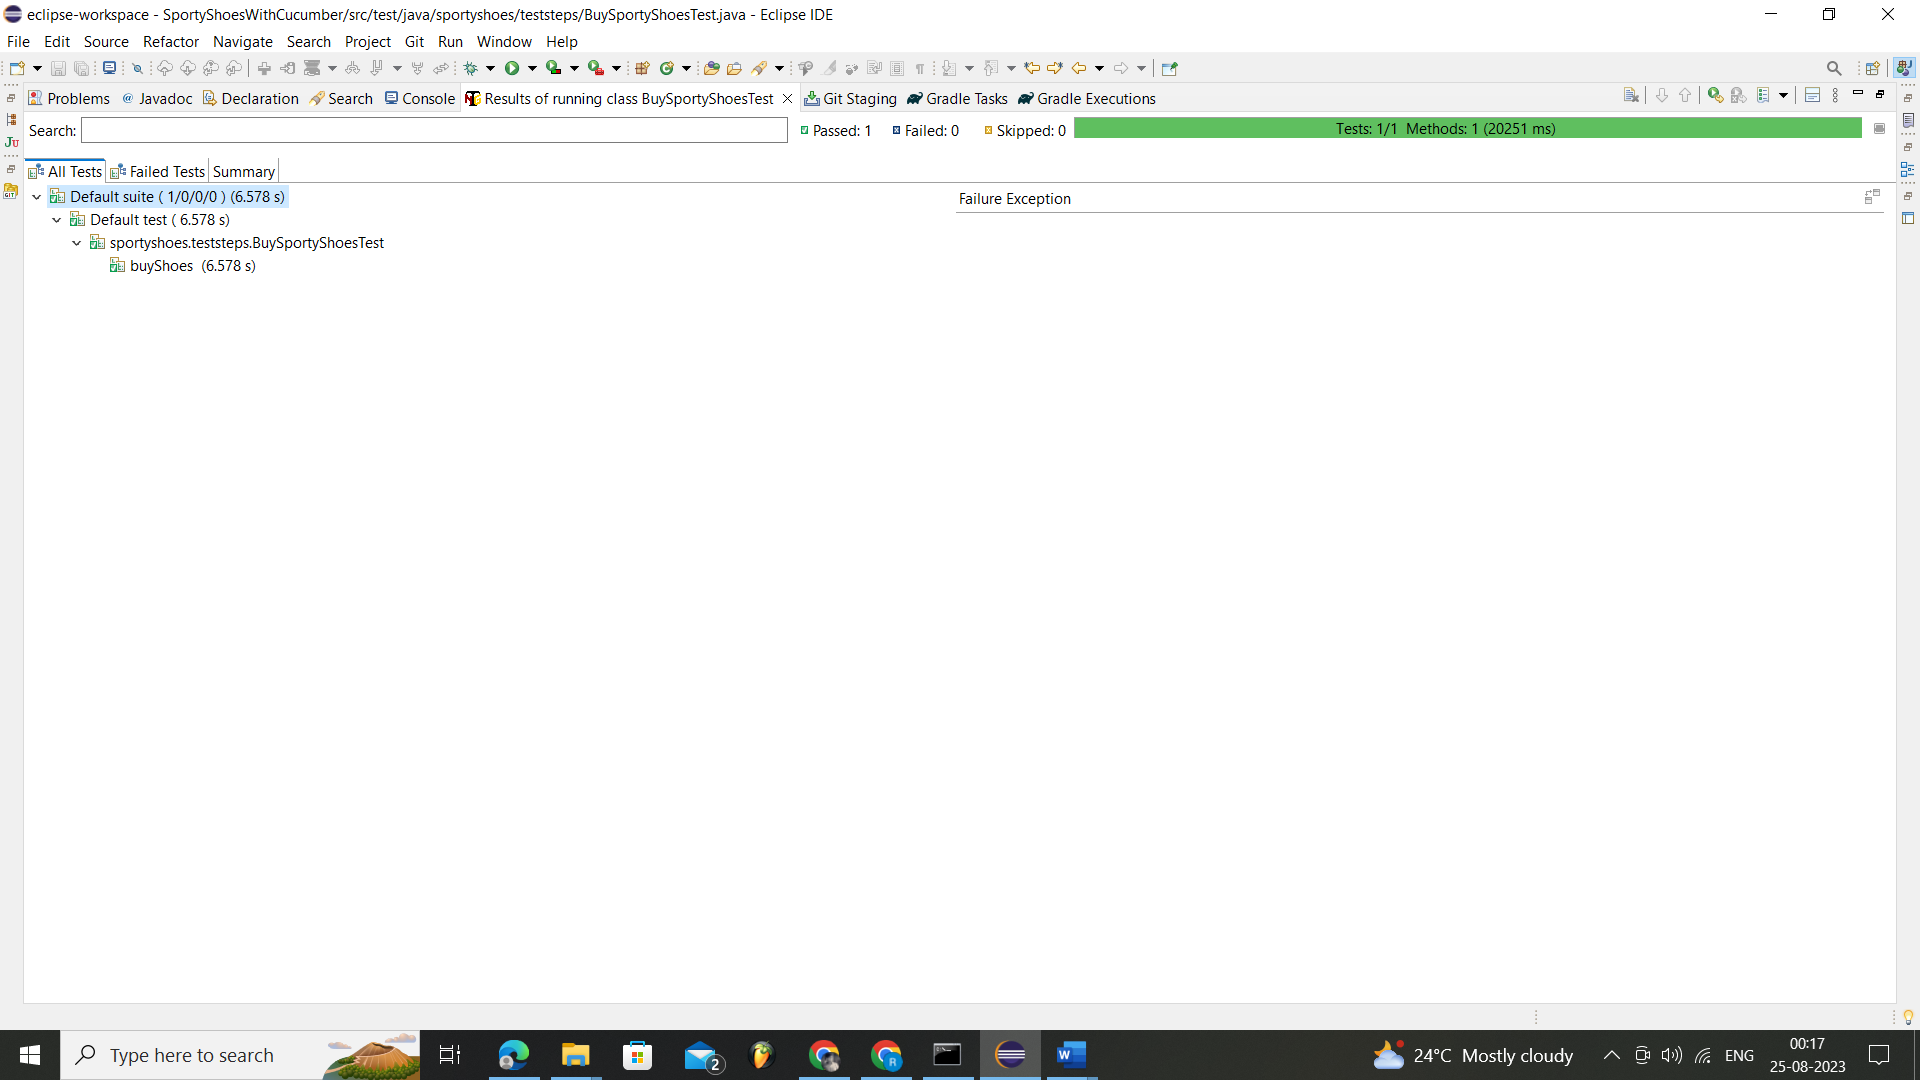 eclipse-workspace - SportyShoesWithCucumber/src/test/java/sportyshoes/teststeps/BuySportyShoesTest.java - Eclipse IDE
File Edit Source Refactor Navigate Search Project Git Run Window Help
Problems @ Javadoc Declaration Search Console Results of running class BuySportyShoesTest Git Staging Gradle Tasks Gradle Executions
Search: Passed: 1 Failed: 0 Skipped: 0 Tests: 1/1 Methods: 1 (20251 ms)
All Tests Failed Tests Summary
Default suite ( 1/0/0/0 ) (6.578 s)
Failure Exception
Default test ( 6.578 s)
sportyshoes.teststeps.BuySportyShoesTest
buyShoes (6.578 s)
Type here to search
2
24°C Mostly cloudy
ENG
00:17
25-08-2023